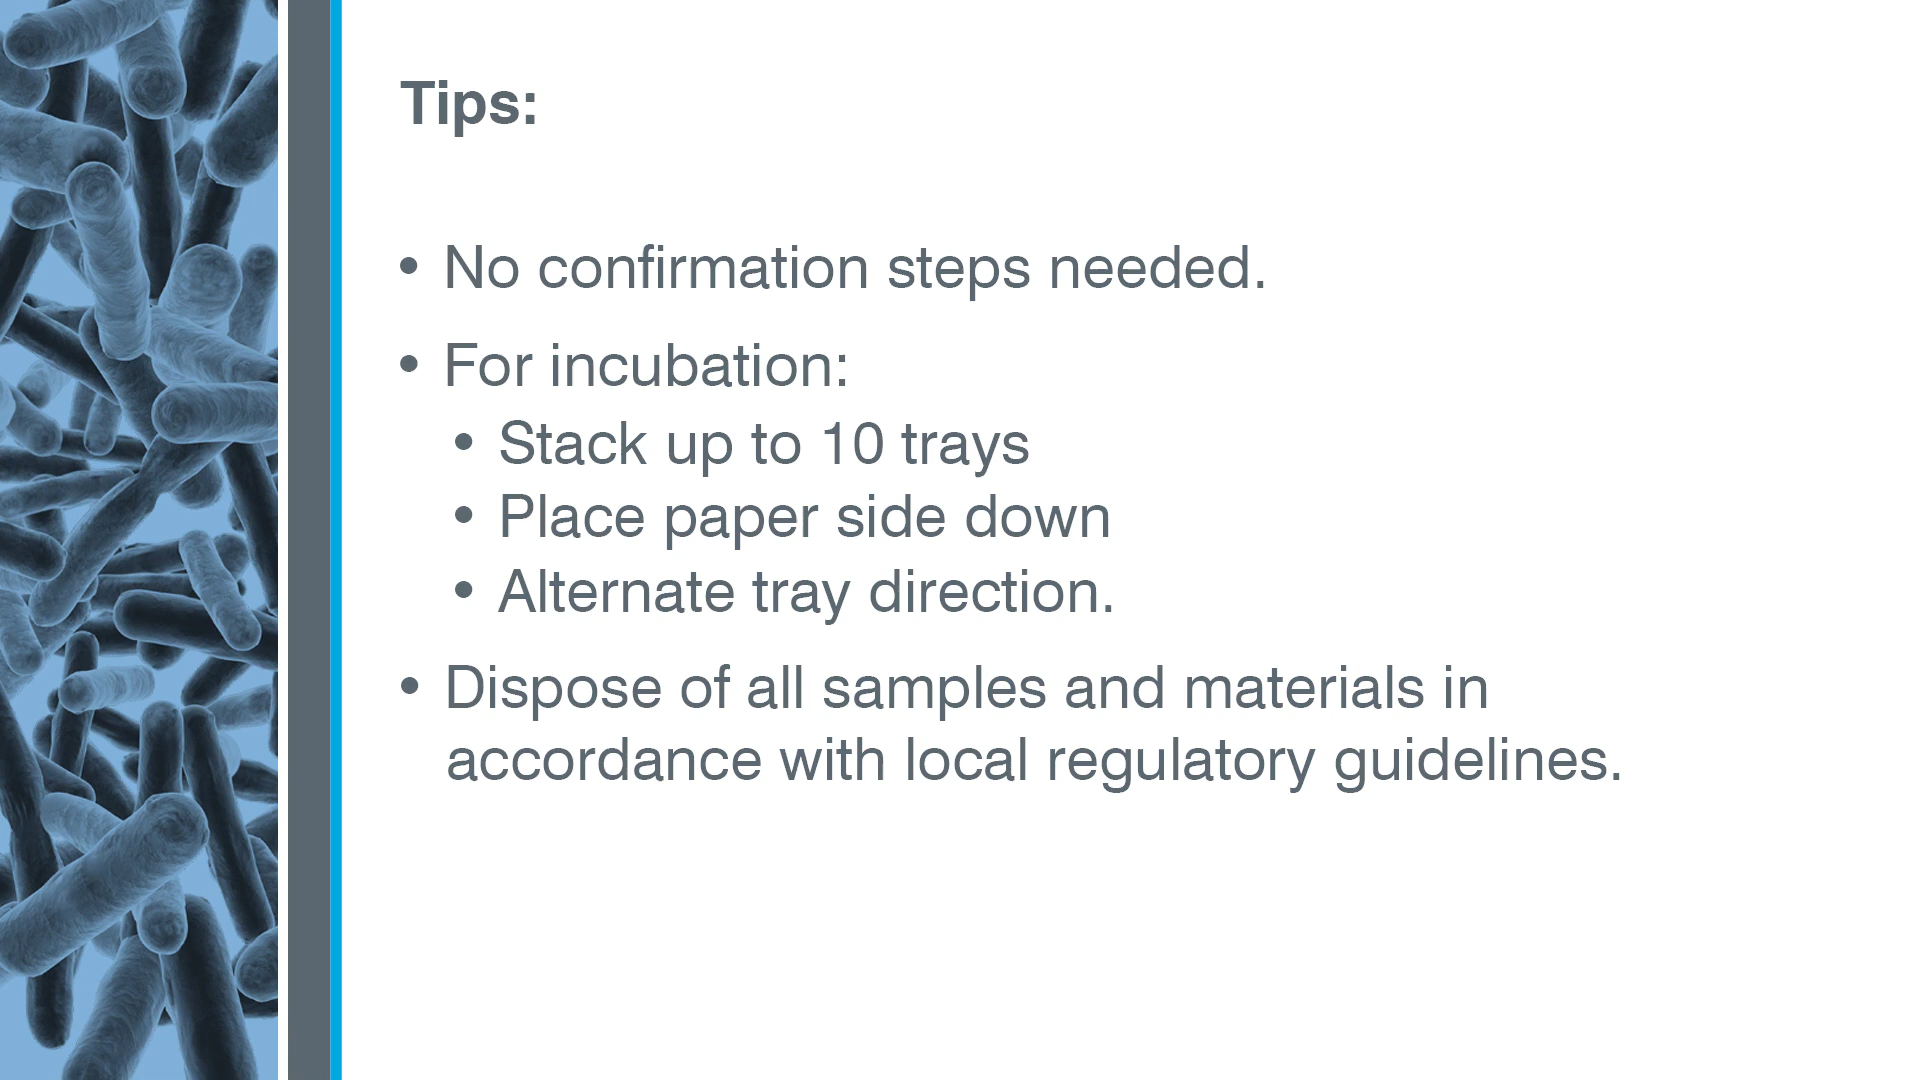 Tips:
• No confirmation steps needed.
• For incubation:
• Stack up to 10 trays
• Place paper side down
• Alternate tray direction.
• Dispose of all samples and materials in
accordance with local regulatory guidelines.